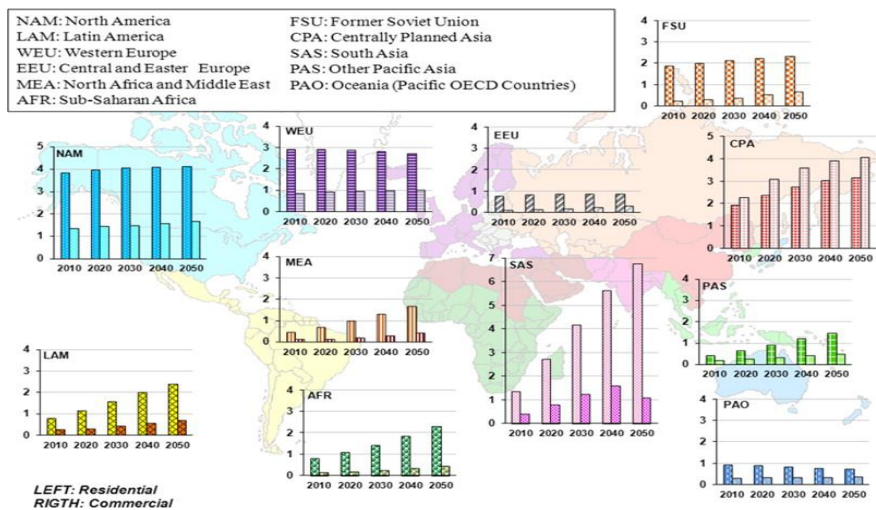 NAM: North America
LAM: Latin America
WEU: Western Europe
EEU: Central and Easter Europe
MEA: North Africa and Middle East
AFR: Sub-Saharan Africa
FSU: Former Soviet Union
CPA: Centrally Planned Asia
SAS: South Asia
PAS: Other Pacific Asia
PAO: Oceania (Pacific OECD Countries)
FSU
4
3
2
1
0
2010 2020 2030 2040 2050
NAM
5
4
3
2
1
0
2010 2020 2030 2040 2050
WEU
4
3
2
1
0
2010 2020 2030 2040 2050
EEU
4
3
2
1
0
2010 2020 2030 2040 2050
CPA
5
4
3
2
1
0
2010 2020 2030 2040 2050
MEA
4
3
2
1
0
2010 2020 2030 2040 2050
SAS
7
6
5
4
3
2
1
0
2010 2020 2030 2040 2050
PAS
4
3
2
1
0
2010 2020 2030 2040 2050
LAM
4
3
2
1
0
2010 2020 2030 2040 2050
AFR
4
3
2
1
0
2010 2020 2030 2040 2050
PAO
4
3
2
1
0
2010 2020 2030 2040 2050
LEFT: Residential
RIGTH: Commercial